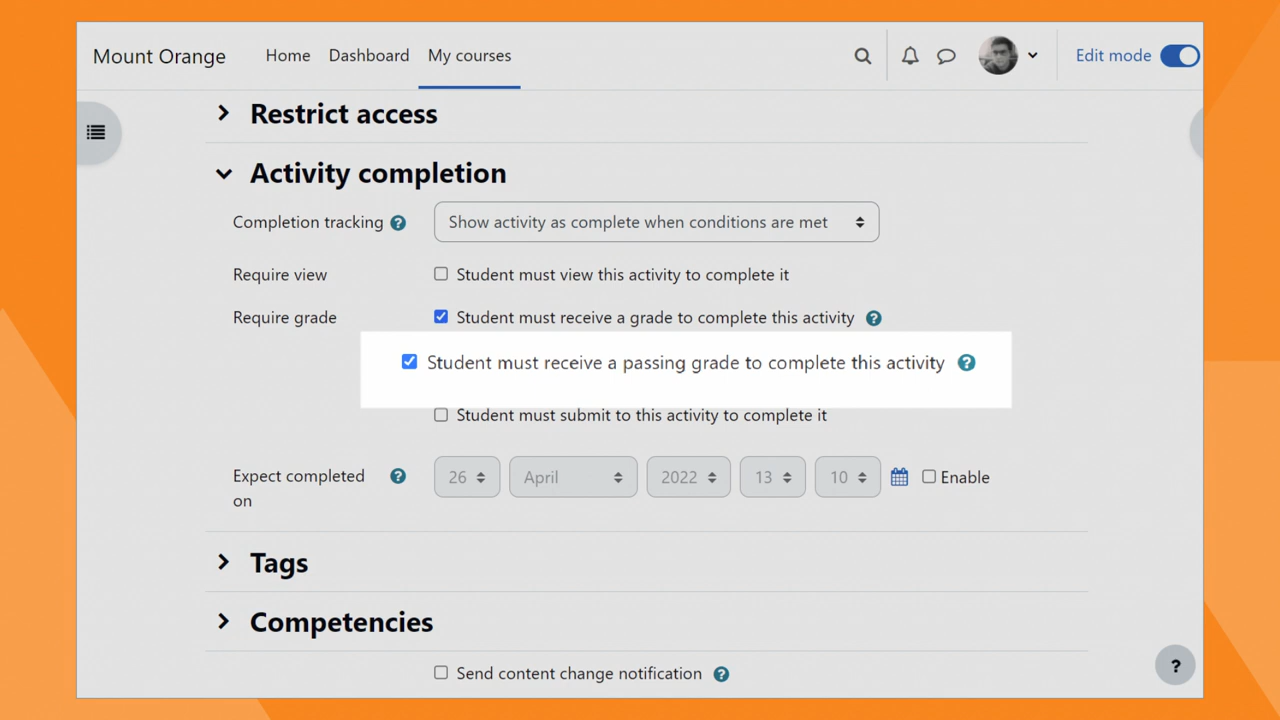 Mount Orange Home Dashboard My courses Edit mode
Restrict access
Activity completion
Completion tracking ? Show activity as complete when conditions are met
Require view Student must view this activity to complete it
Require grade Student must receive a grade to complete this activity ?
Student must receive a passing grade to complete this activity ?
Student must submit to this activity to complete it
Expect completed ? 26 April 2022 13 10 Enable
on
Tags
Competencies
Send content change notification ?
?